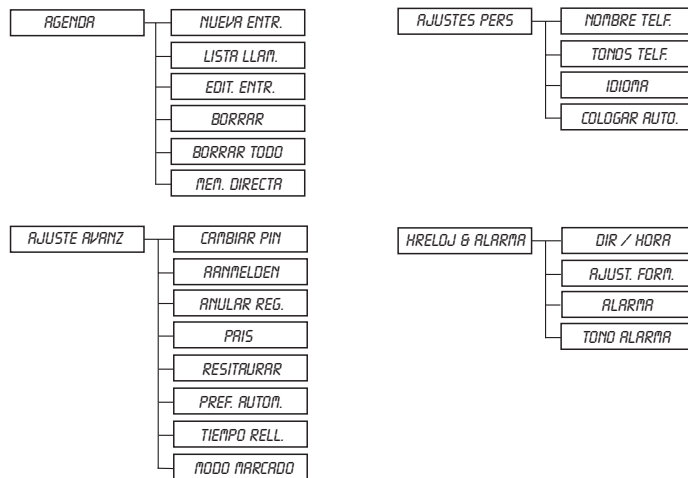 AGENDA
NUEVA ENTR.
LISTA LLAM.
EDIT. ENTR.
BORRAR
BORRAR TODO
MEM. DIRECTA
AJUSTES PERS
NOMBRE TELF.
TONOS TELF.
IDIOMA
COLOGAR AUTO.
AJUSTE AVANZ
CAMBIAR PIN
AANMELDEN
ANULAR REG.
PAIS
RESITAURAR
PREF. AUTOM.
TIEMPO RELL.
MODO MARCADO
XRELOJ & ALARMA
DIR / HORA
AJUST. FORM.
ALARMA
TONO ALARMA